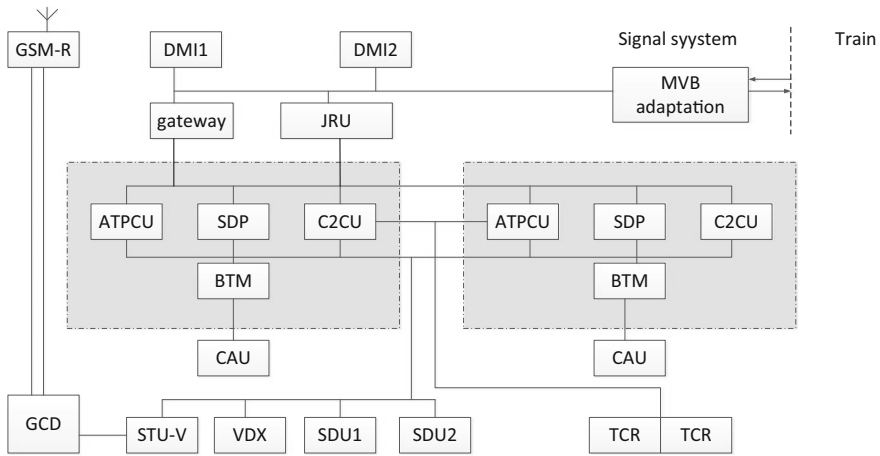 Signal syystem
Train
GSM-R
DMI1
DMI2
MVB
adaptation
gateway
JRU
ATPCU
SDP
C2CU
ATPCU
SDP
C2CU
BTM
BTM
CAU
CAU
GCD
STU-V
VDX
SDU1
SDU2
TCR
TCR